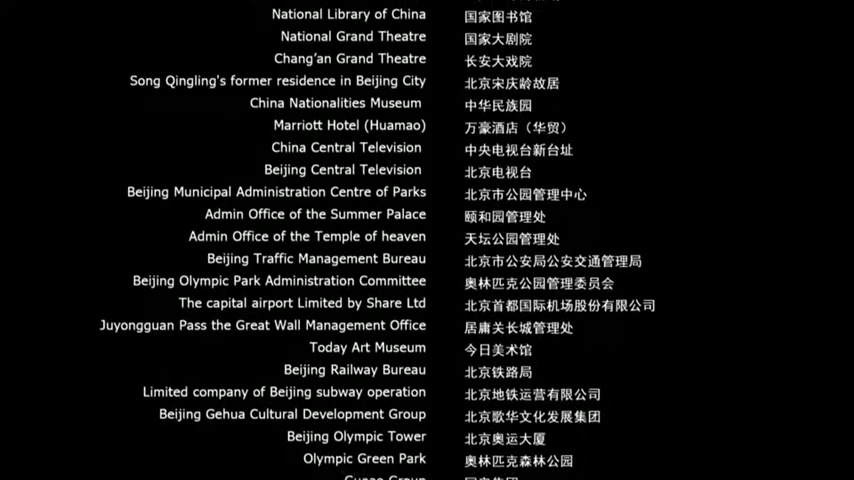 National Library of China 国家图书馆
National Grand Theatre 国家大剧院
Chang’an Grand Theatre 长安大戏院
Song Qingling's former residence in Beijing City 北京宋庆龄故居
China Nationalities Museum 中华民族园
Marriott Hotel (Huamao) 万豪酒店（华贸）
China Central Television 中央电视台新台址
Beijing Central Television 北京电视台
Beijing Municipal Administration Centre of Parks 北京市公园管理中心
Admin Office of the Summer Palace 颐和园管理处
Admin Office of the Temple of heaven 天坛公园管理处
Beijing Traffic Management Bureau 北京市公安局公安交通管理局
Beijing Olympic Park Administration Committee 奥林匹克公园管理委员会
The capital airport Limited by Share Ltd 北京首都国际机场股份有限公司
Juyongguan Pass the Great Wall Management Office 居庸关长城管理处
Today Art Museum 今日美术馆
Beijing Railway Bureau 北京铁路局
Limited company of Beijing subway operation 北京地铁运营有限公司
Beijing Gehua Cultural Development Group 北京歌华文化发展集团
Beijing Olympic Tower 北京奥运大厦
Olympic Green Park 奥林匹克森林公园